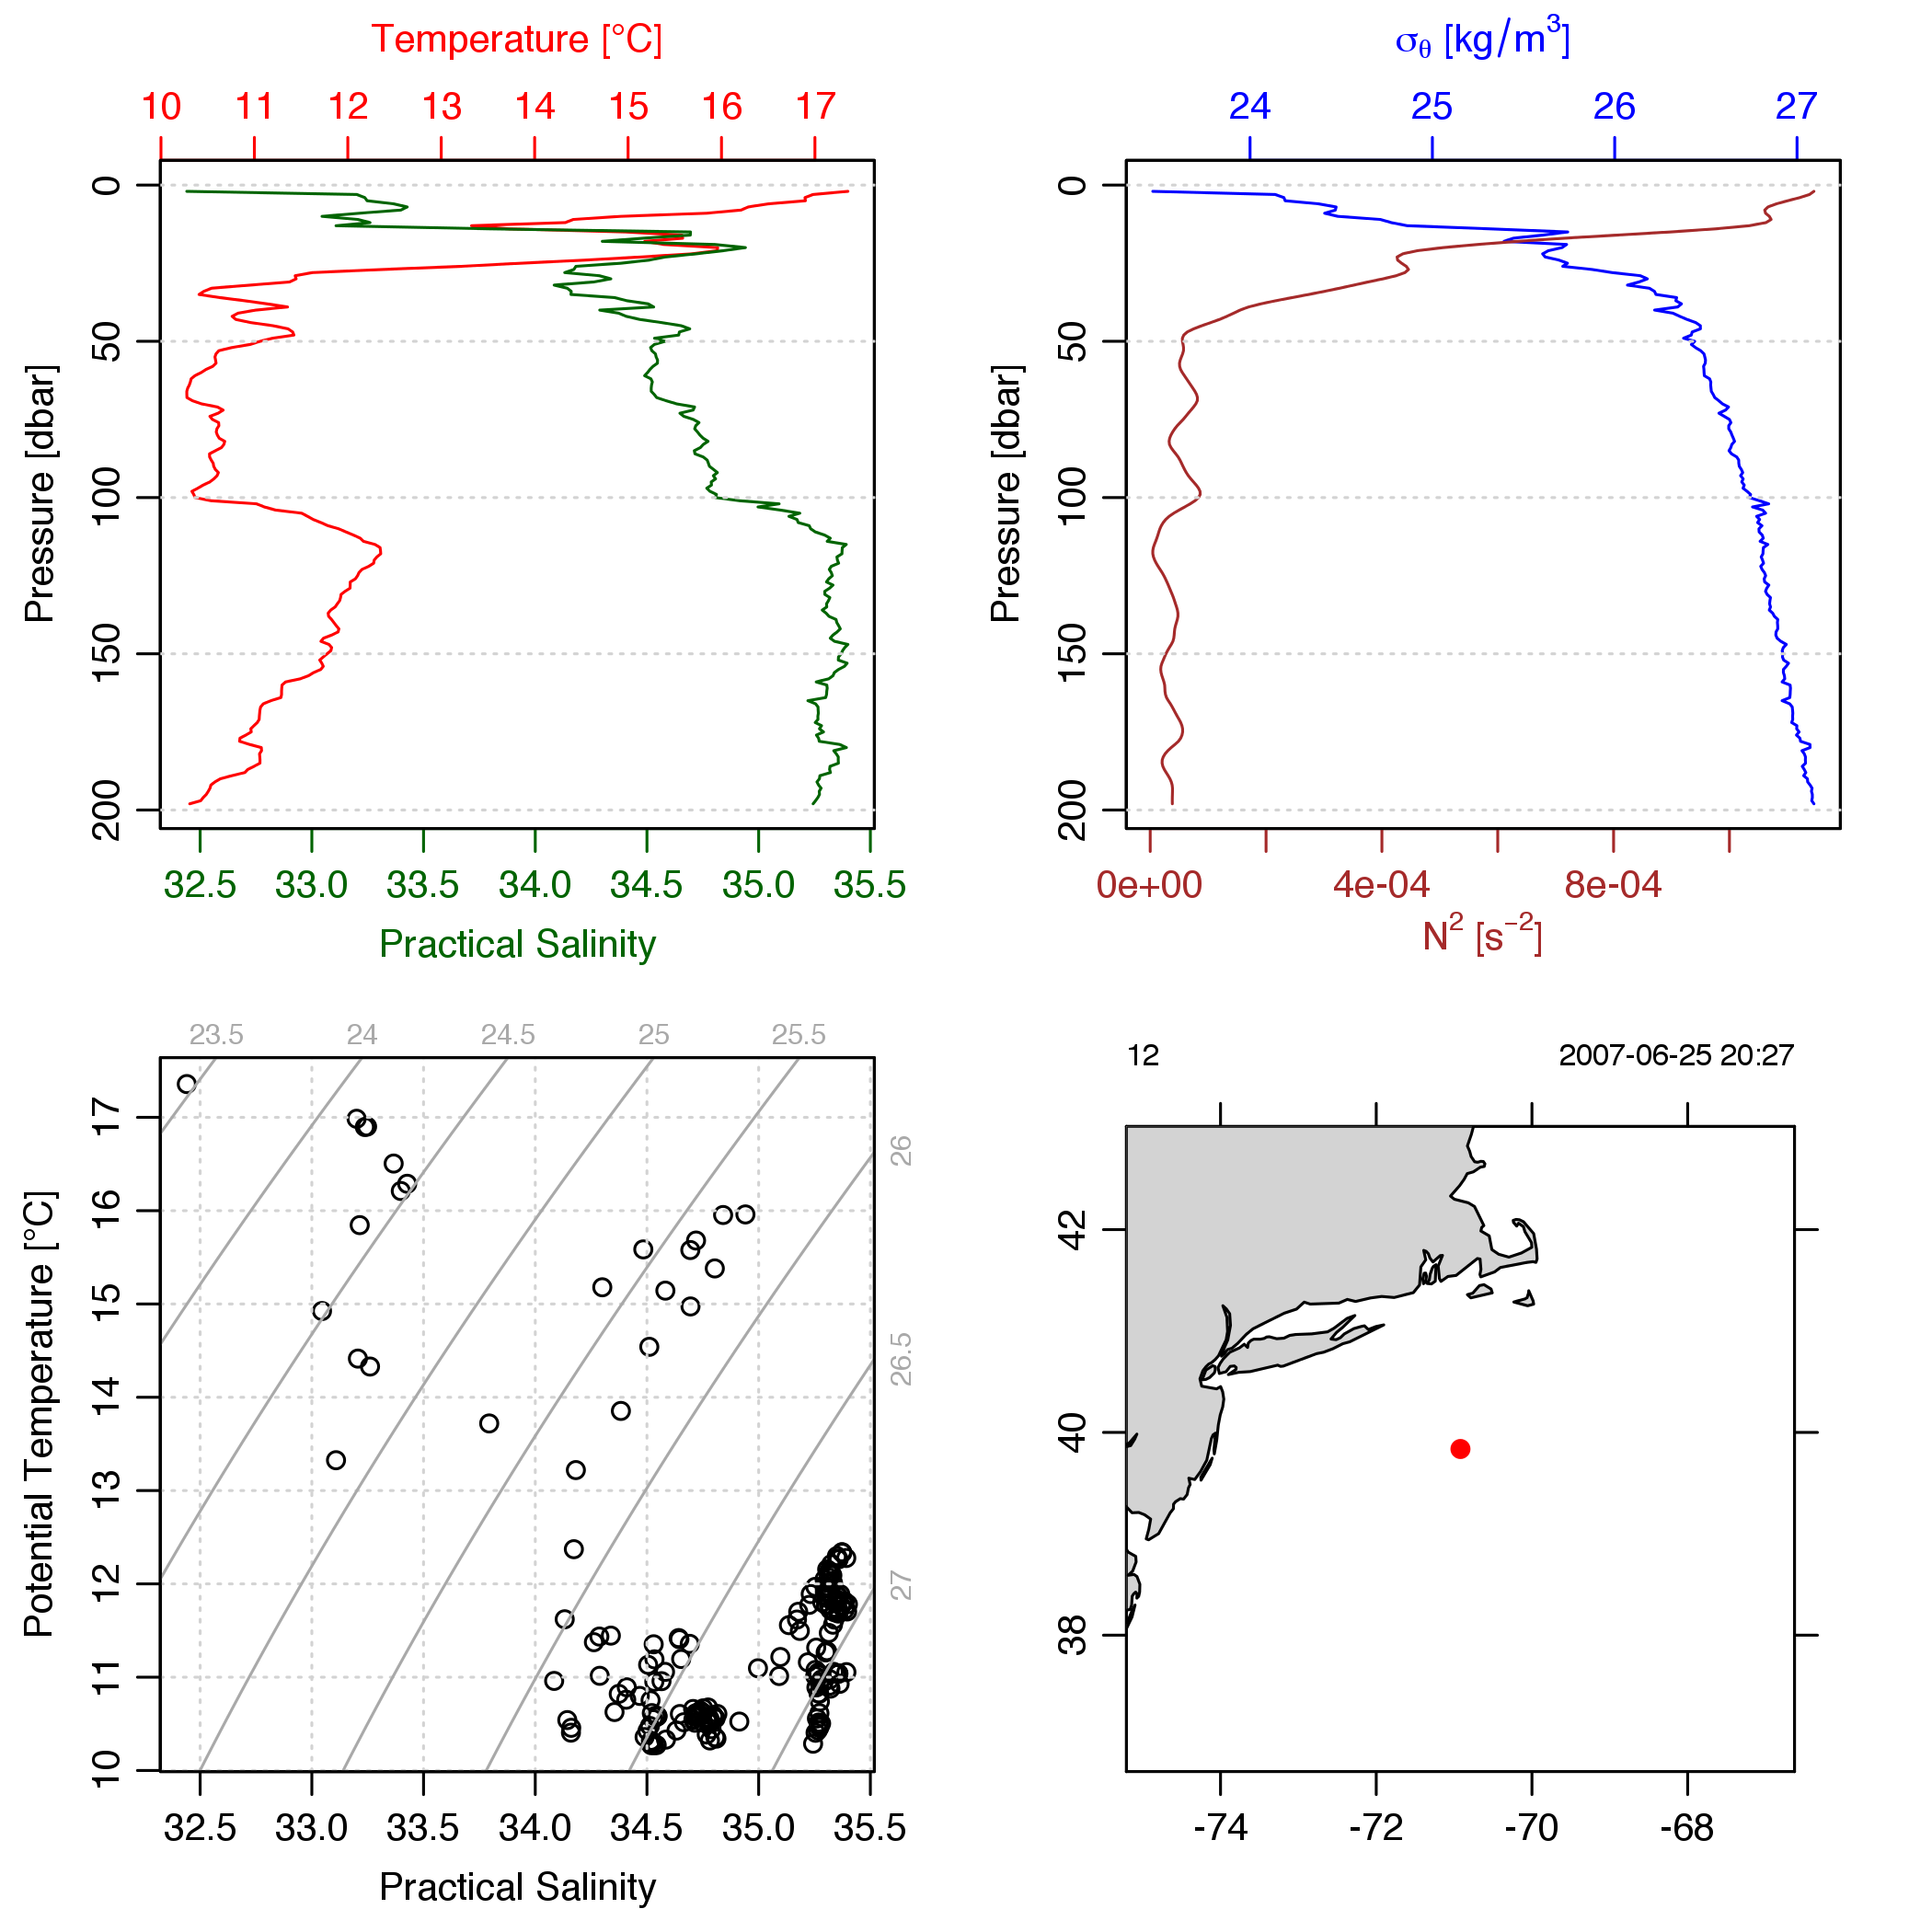 Temperature [°C]
10 11 12 13 14 15 16 17
0 50 100 150 200
Pressure [dbar]
32.5 33.0 33.5 34.0 34.5 35.0 35.5
Practical Salinity
σθ [kg/m³]
24 25 26 27
0 50 100 150 200
Pressure [dbar]
0e+00 4e-04 8e-04
N² [s⁻²]
23.5 24 24.5 25 25.5
26
26.5
27
10 11 12 13 14 15 16 17
Potential Temperature [°C]
32.5 33.0 33.5 34.0 34.5 35.0 35.5
Practical Salinity
12 2007-06-25 20:27
42
40
38
-74 -72 -70 -68